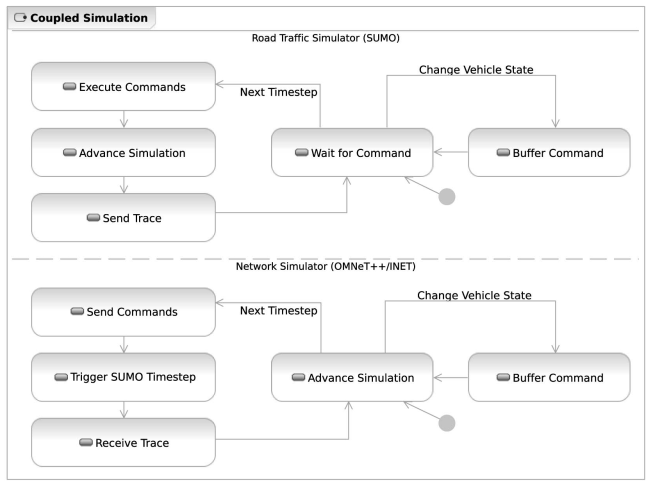 Coupled Simulation
Road Traffic Simulator (SUMO)
Change Vehicle State
Execute Commands
Next Timestep
Advance Simulation
Wait for Command
Buffer Command
Send Trace
Network Simulator (OMNeT++/INET)
Change Vehicle State
Send Commands
Next Timestep
Trigger SUMO Timestep
Advance Simulation
Buffer Command
Receive Trace